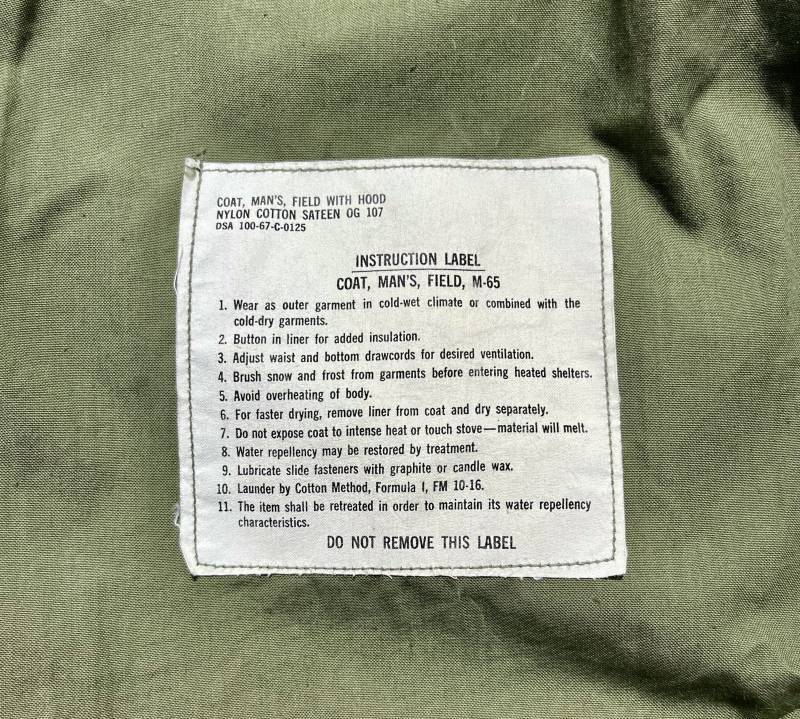 COAT, MAN'S, FIELD WITH HOOD
NYLON COTTON SATEEN OG 107
DSA 100-67-C-0125
INSTRUCTION LABEL
COAT, MAN'S, FIELD, M-65
1. Wear as outer garment in cold-wet climate or combined with the
cold-dry garments.
2. Button in liner for added insulation.
3. Adjust waist and bottom drawcords for desired ventilation.
4. Brush snow and frost from garments before entering heated shelters.
5. Avoid overheating of body.
6. For faster drying, remove liner from coat and dry separately.
7. Do not expose coat to intense heat or touch stove—material will melt.
8. Water repellency may be restored by treatment.
9. Lubricate slide fasteners with graphite or candle wax.
10. Launder by Cotton Method, Formula I, FM 10-16.
11. The item shall be retreated in order to maintain its water repellency
characteristics.
DO NOT REMOVE THIS LABEL